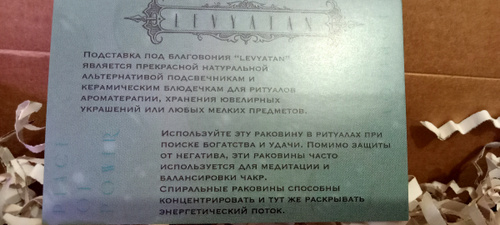 LEVYATAN
Подставка под благовония "LEVYATAN"
является прекрасной натуральной
альтернативой подсвечникам и
керамическим блюдечкам для ритуалов
ароматерапии, хранения ювелирных
украшений или любых мелких предметов.
Используйте эту раковину в ритуалах при
поиске богатства и удачи. Помимо защиты
от негатива, эти раковины часто
используется для медитации и
балансировки чакр.
Спиральные раковины способны
концентрировать и тут же раскрывать
энергетический поток.